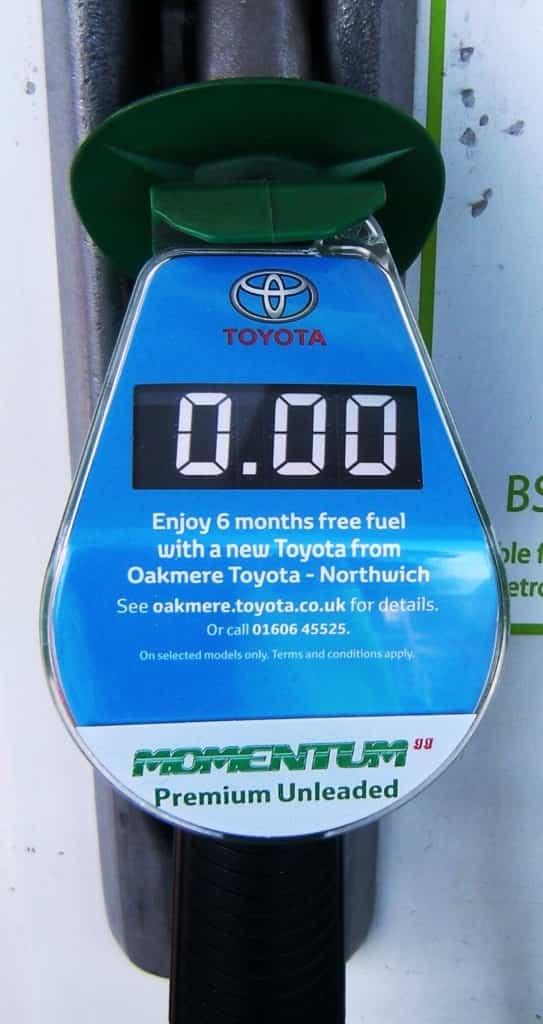 TOYOTA
0.00
Enjoy 6 months free fuel
with a new Toyota from
Oakmere Toyota - Northwich
See oakmere.toyota.co.uk for details.
Or call 01606 45525.
On selected models only. Terms and conditions apply.
MOMENTUM 99
Premium Unleaded
BS